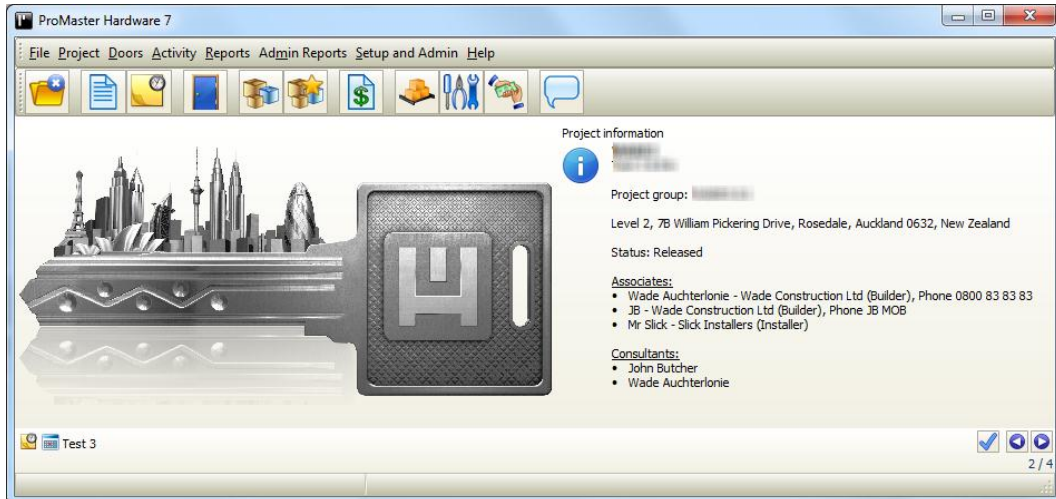 ProMaster Hardware 7
File Project Doors Activity Reports Admin Reports Setup and Admin Help
Project information
Project group:
Level 2, 7B William Pickering Drive, Rosedale, Auckland 0632, New Zealand
Status: Released
Associates:
• Wade Auchterlonie - Wade Construction Ltd (Builder), Phone 0800 83 83 83
• JB - Wade Construction Ltd (Builder), Phone JB MOB
• Mr Slick - Slick Installers (Installer)
Consultants:
• John Butcher
• Wade Auchterlonie
Test 3
2 / 4